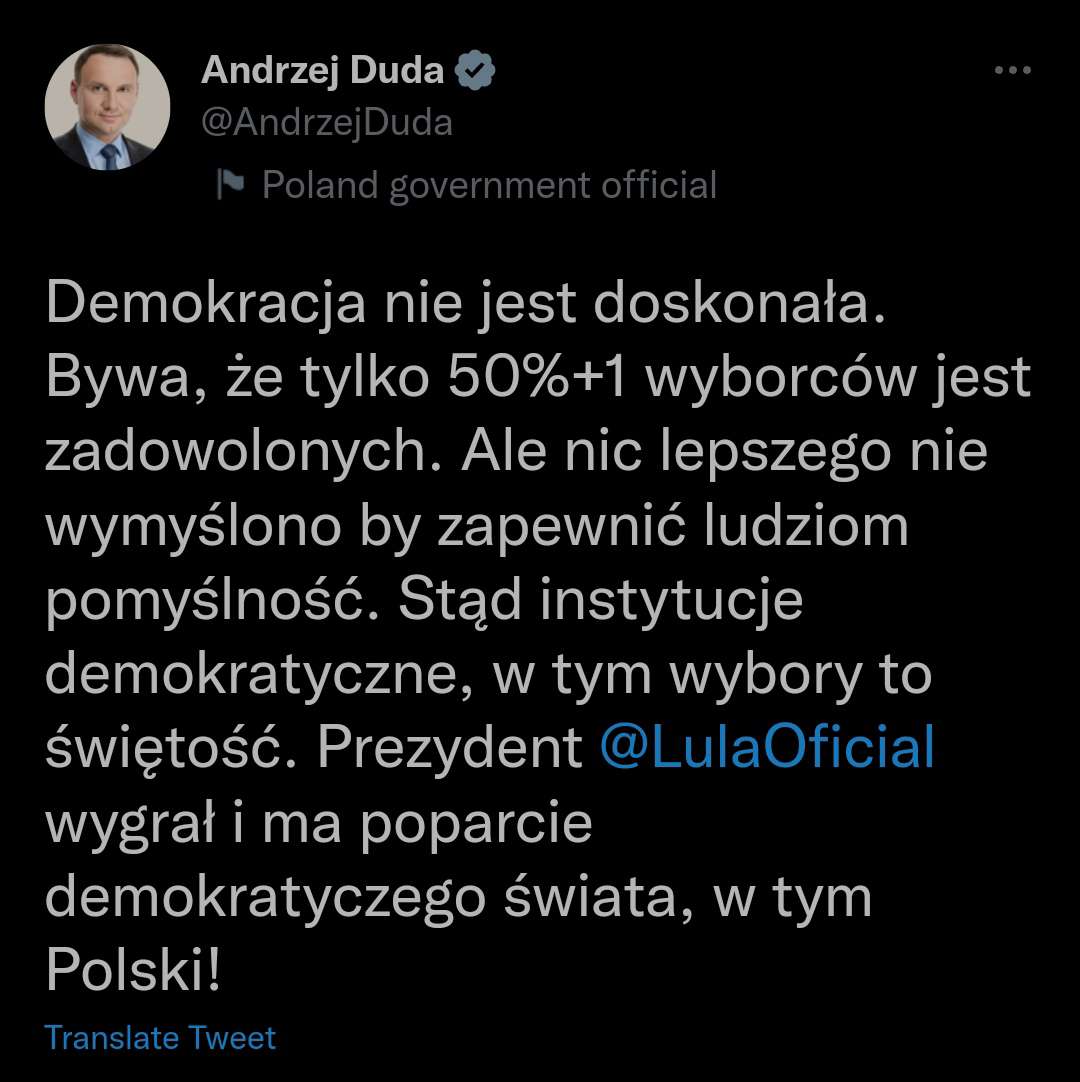 Andrzej Duda
@AndrzejDuda
Poland government official
Demokracja nie jest doskonała.
Bywa, że tylko 50%+1 wyborców jest
zadowolonych. Ale nic lepszego nie
wymyślono by zapewnić ludziom
pomyślność. Stąd instytucje
demokratyczne, w tym wybory to
świętość. Prezydent @LulaOficial
wygrał i ma poparcie
demokratyczego świata, w tym
Polski!
Translate Tweet